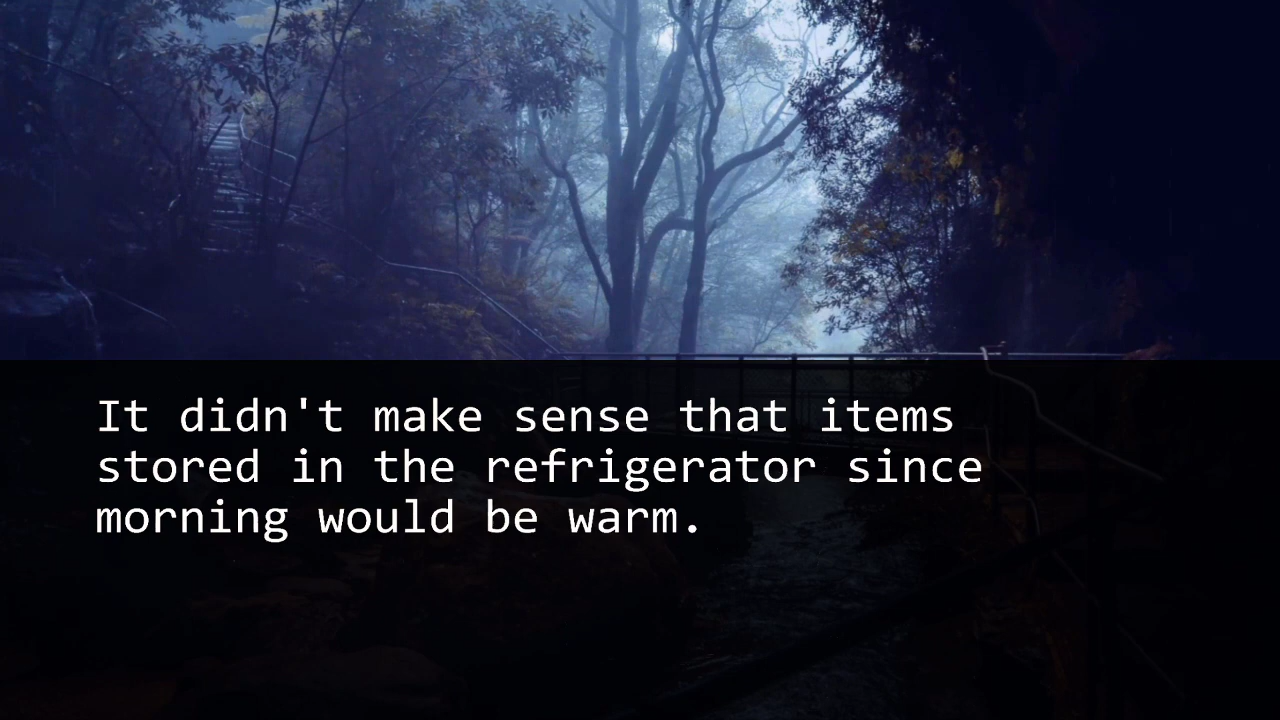 It didn't make sense that items
stored in the refrigerator since
morning would be warm.